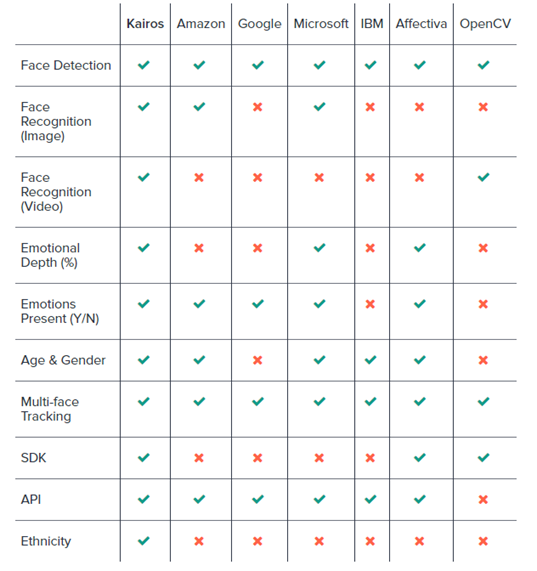 Kairos Amazon Google Microsoft IBM Affectiva OpenCV
Face Detection
Face
Recognition
(Image)
Face
Recognition
(Video)
Emotional
Depth (%)
Emotions
Present (Y/N)
Age & Gender
Multi-face
Tracking
SDK
API
Ethnicity